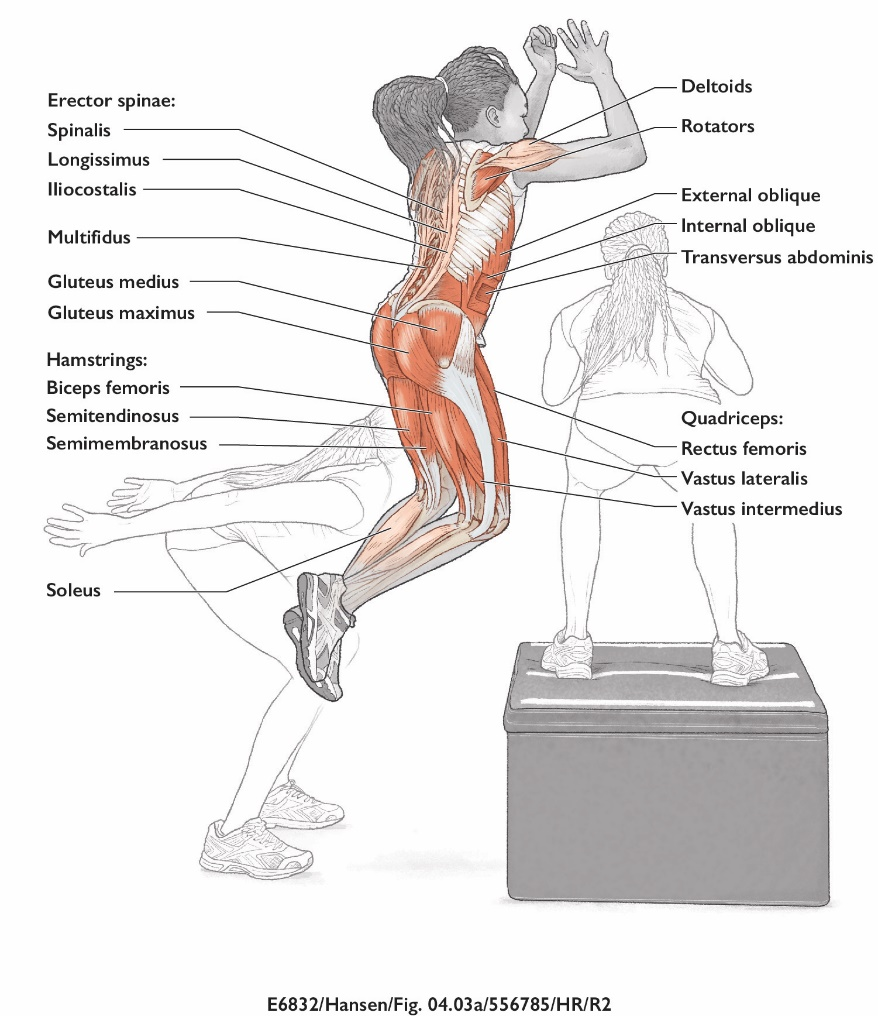 Erector spinae:
Spinalis
Longissimus
Iliocostalis
Multifidus
Gluteus medius
Gluteus maximus
Hamstrings:
Biceps femoris
Semitendinosus
Semimembranosus
Soleus
Deltoids
Rotators
External oblique
Internal oblique
Transversus abdominis
Quadriceps:
Rectus femoris
Vastus lateralis
Vastus intermedius
E6832/Hansen/Fig. 04.03a/556785/HR/R2